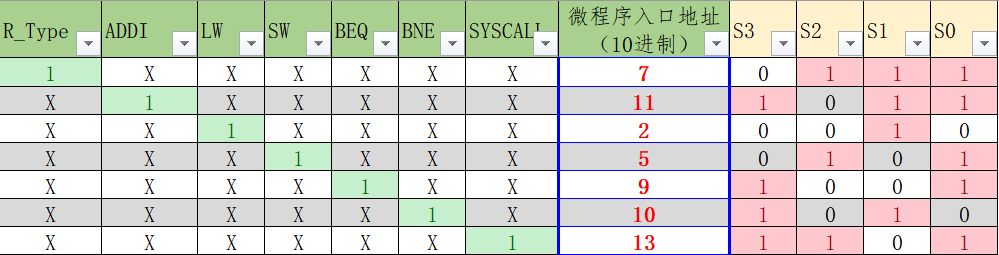 R_Type ADDI LW SW BEQ BNE SYSCALL 微程序入口地址 S3 S2 S1 S0
（10进制）
1 X X X X X X 7 0 1 1 1
X 1 X X X X X 11 1 0 1 1
X X 1 X X X X 2 0 0 1 0
X X X 1 X X X 5 0 1 0 1
X X X X 1 X X 9 1 0 0 1
X X X X X 1 X 10 1 0 1 0
X X X X X X 1 13 1 1 0 1